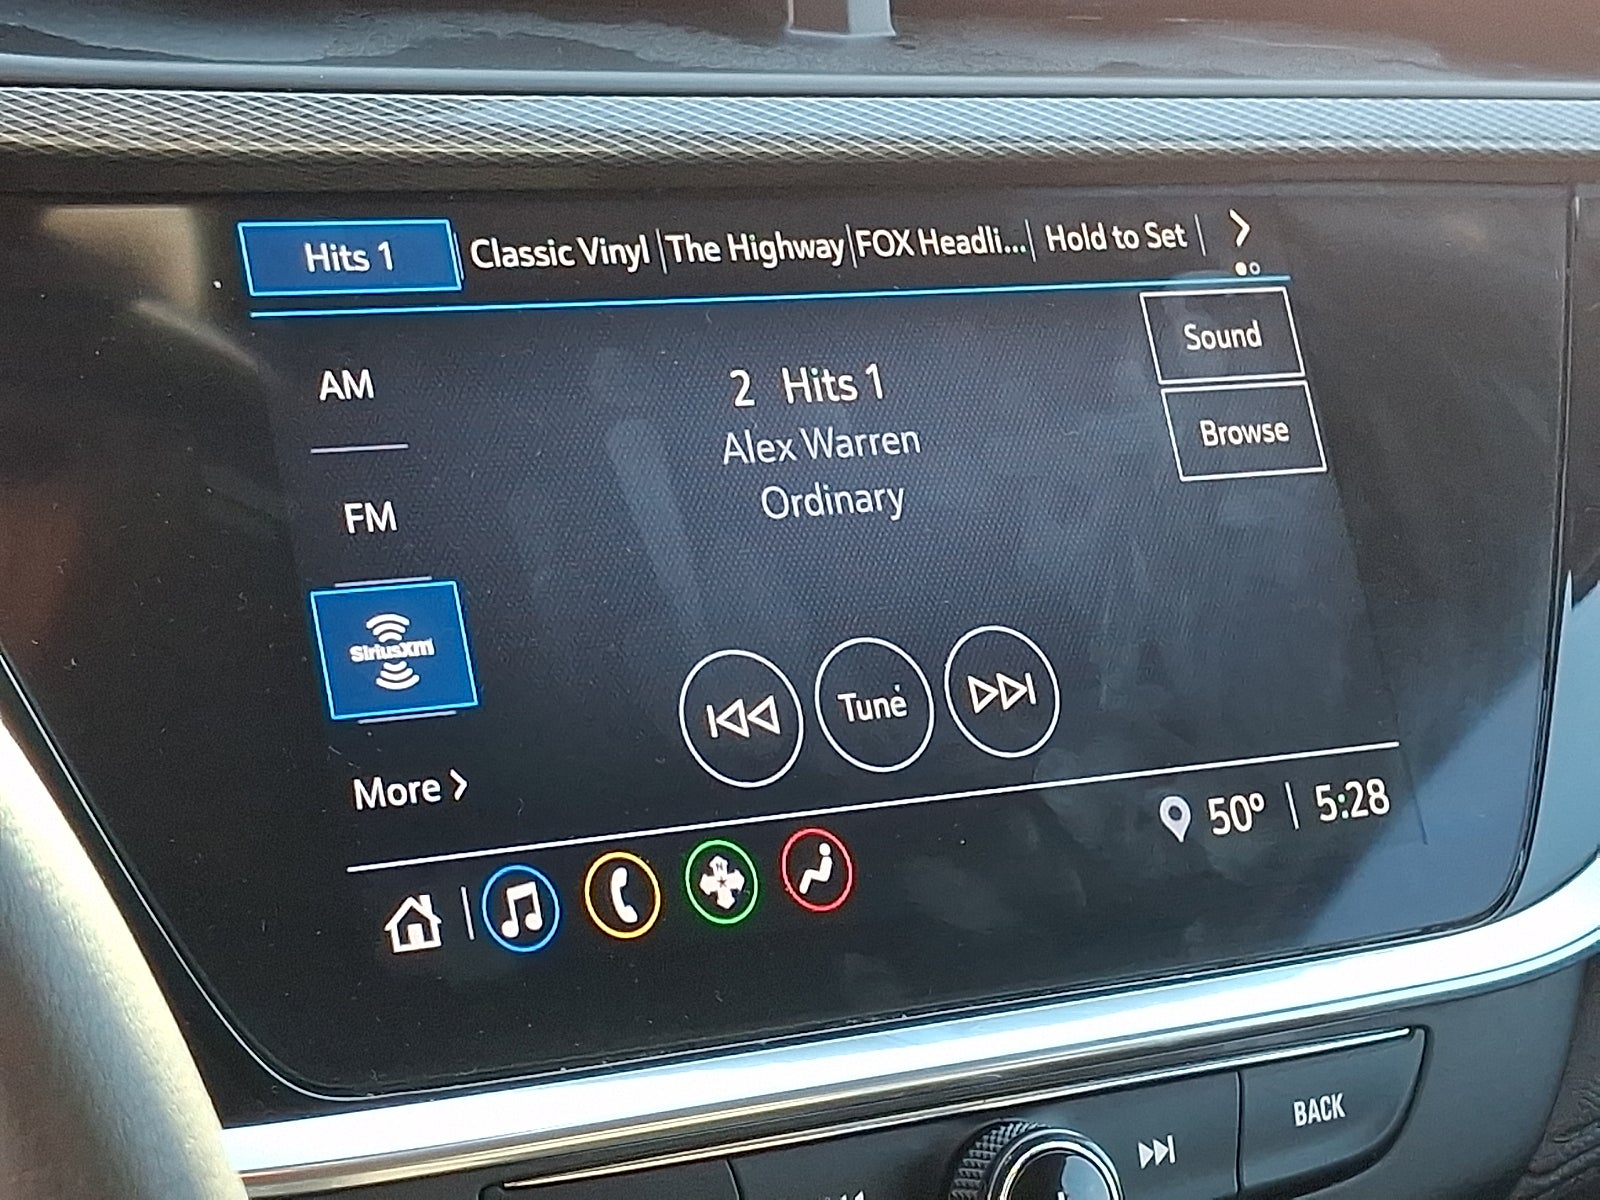 Hits 1
Classic Vinyl
The Highway
FOX Headli...
Hold to Set
Sound
Browse
AM
FM
SiriusXm
More
2 Hits 1
Alex Warren
Ordinary
Tune
50°
5:28
N
BACK